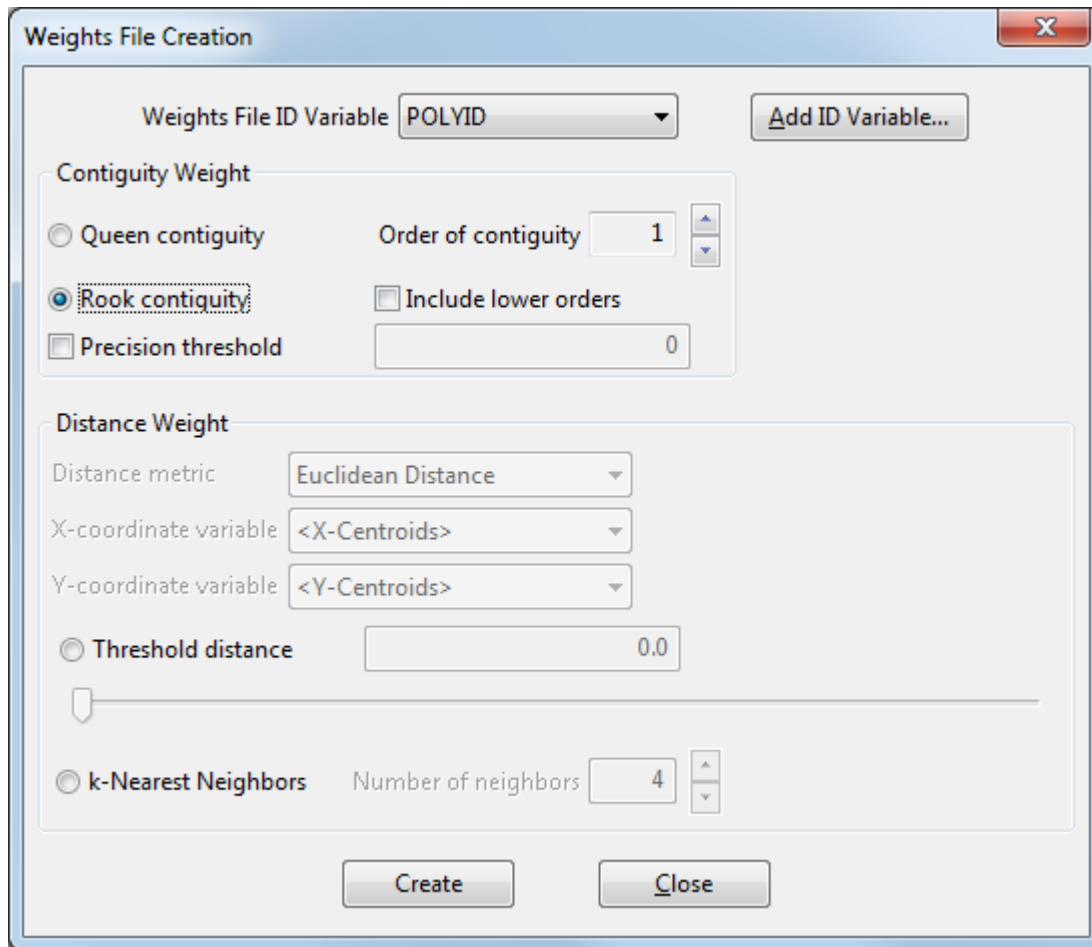 Weights File Creation
Weights File ID Variable POLYID Add ID Variable...
Contiguity Weight
Queen contiguity Order of contiguity 1
Rook contiguity Include lower orders
Precision threshold 0
Distance Weight
Distance metric Euclidean Distance
X-coordinate variable <X-Centroids>
Y-coordinate variable <Y-Centroids>
Threshold distance 0.0
k-Nearest Neighbors Number of neighbors 4
Create Close